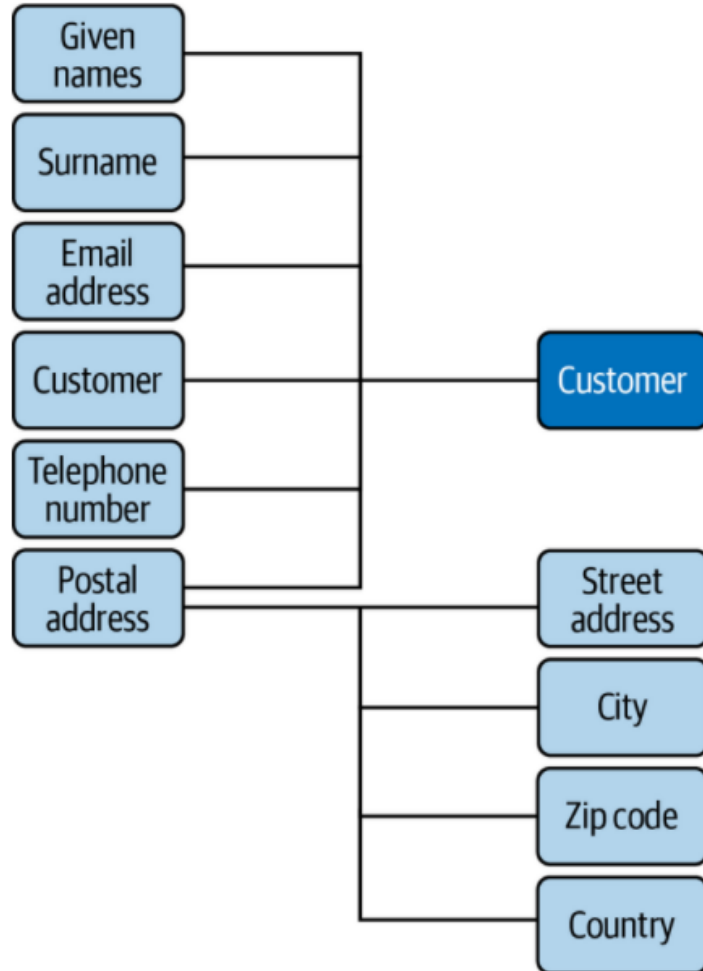 Given
names
Surname
Email
address
Customer
Customer
Telephone
number
Postal
address
Street
address
City
Zip code
Country